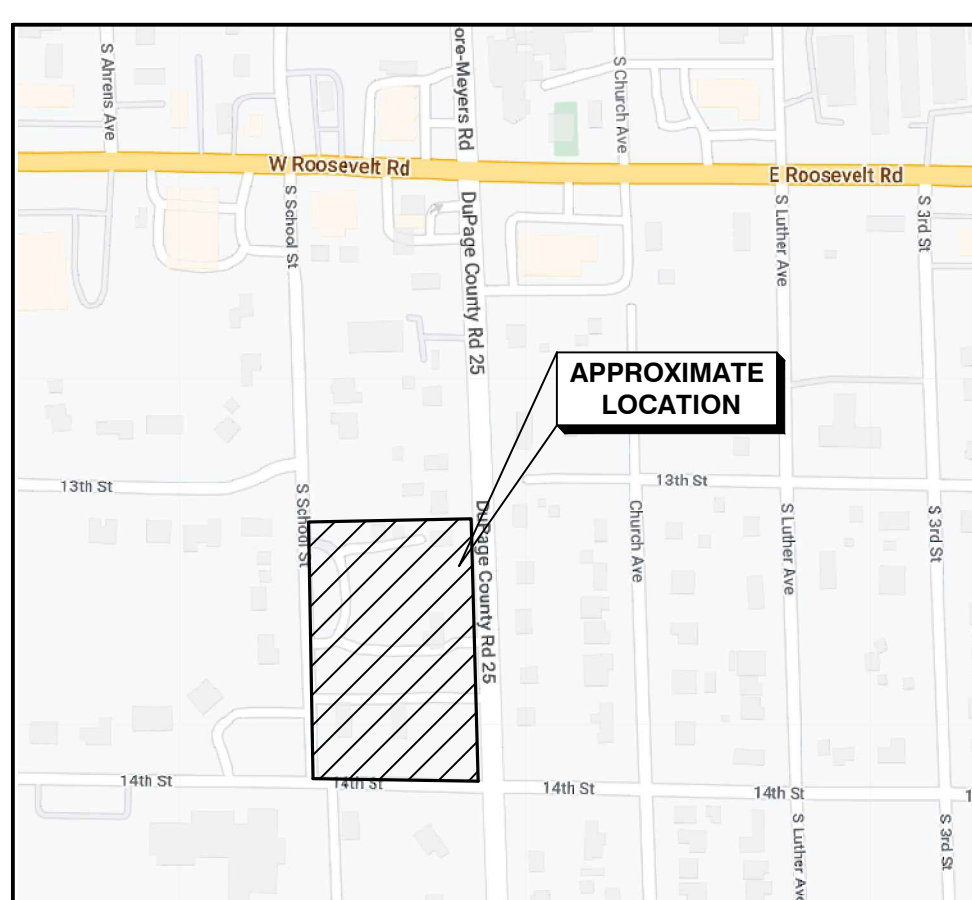 S Ahrens Ave
ore-Meyers Rd
S Church Ave
W Roosevelt Rd
E Roosevelt Rd
S School St
DuPage County Rd 25
S Luther Ave
S 3rd St
APPROXIMATE
LOCATION
13th St
13th St
S School St
DuPage County Rd 25
Church Ave
S Luther Ave
S 3rd St
14th St
14th St
14th St
14th St
1
S Luther Ave
S 3rd St